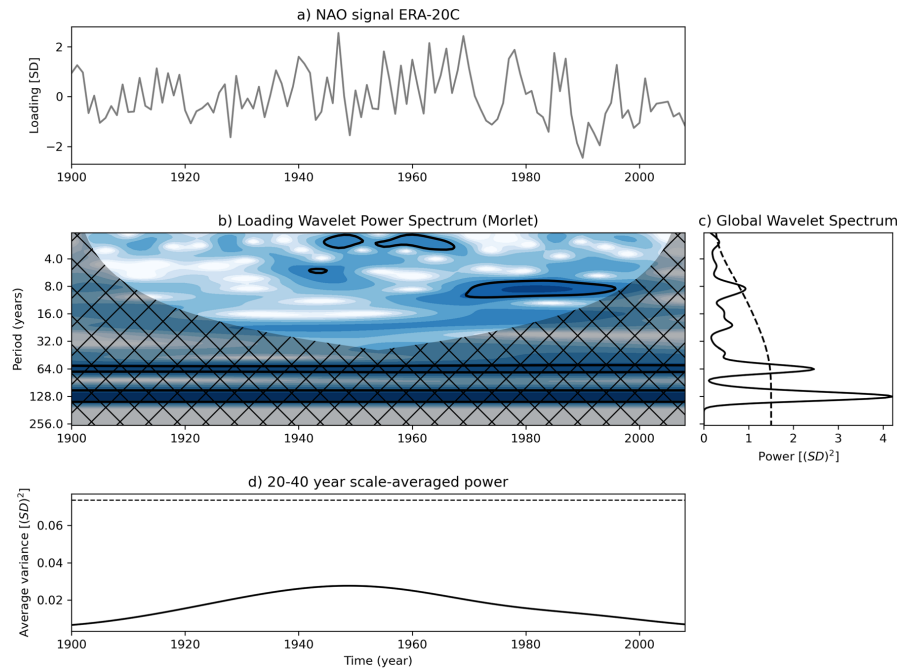 a) NAO signal ERA-20C
Loading [SD]
2
0
−2
1900 1920 1940 1960 1980 2000
b) Loading Wavelet Power Spectrum (Morlet)
Period (years)
4.0
8.0
16.0
32.0
64.0
128.0
256.0
1900 1920 1940 1960 1980 2000
c) Global Wavelet Spectrum
0 1 2 3 4
Power [(SD)²]
d) 20-40 year scale-averaged power
Average variance [(SD)²]
0.06
0.04
0.02
1900 1920 1940 1960 1980 2000
Time (year)